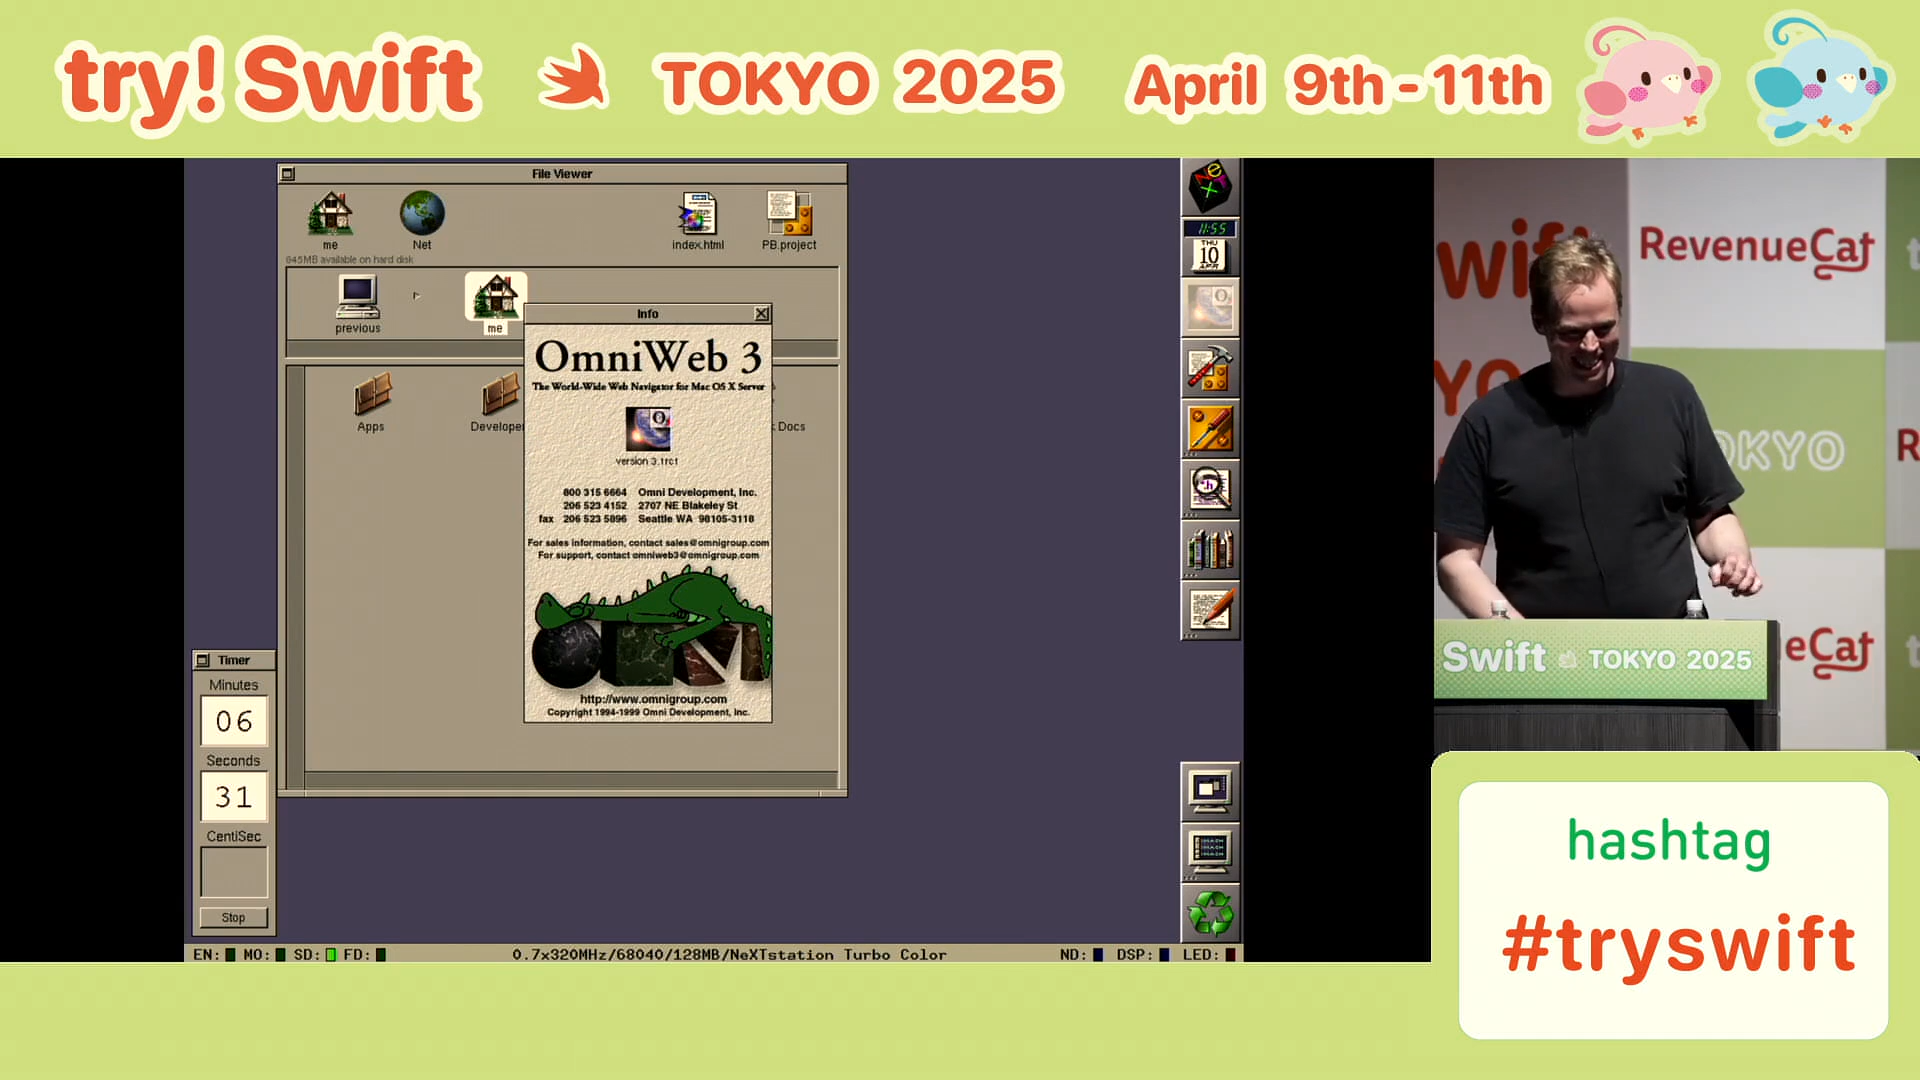 try! Swift TOKYO 2025 April 9th-11th
File Viewer
me
Net
index.html
PB.project
645MB available on hard disk
previous
me
Apps
Developer
Docs
Info
OmniWeb 3
The World-Wide Web Navigator for Mac OS X Server
O
version 3.1rc1
800 315 6664 Omni Development, Inc.
206 523 4152 2707 NE Blakeley St
fax 206 523 5896 Seattle WA 98105-3118
For sales information, contact sales@omnigroup.com
For support, contact omniweb3@omnigroup.com
http://www.omnigroup.com
Copyright 1994-1999 Omni Development, Inc.
Timer
Minutes
06
Seconds
31
CentiSec
Stop
NeXT
11:55
THU
10
APR
.h
EN: MO: SD: FD: 0.7x320MHz/68040/128MB/NeXTstation Turbo Color ND: DSP: LED:
RevenueCat
OKYO
Swift TOKYO 2025
eCat
hashtag
#tryswift